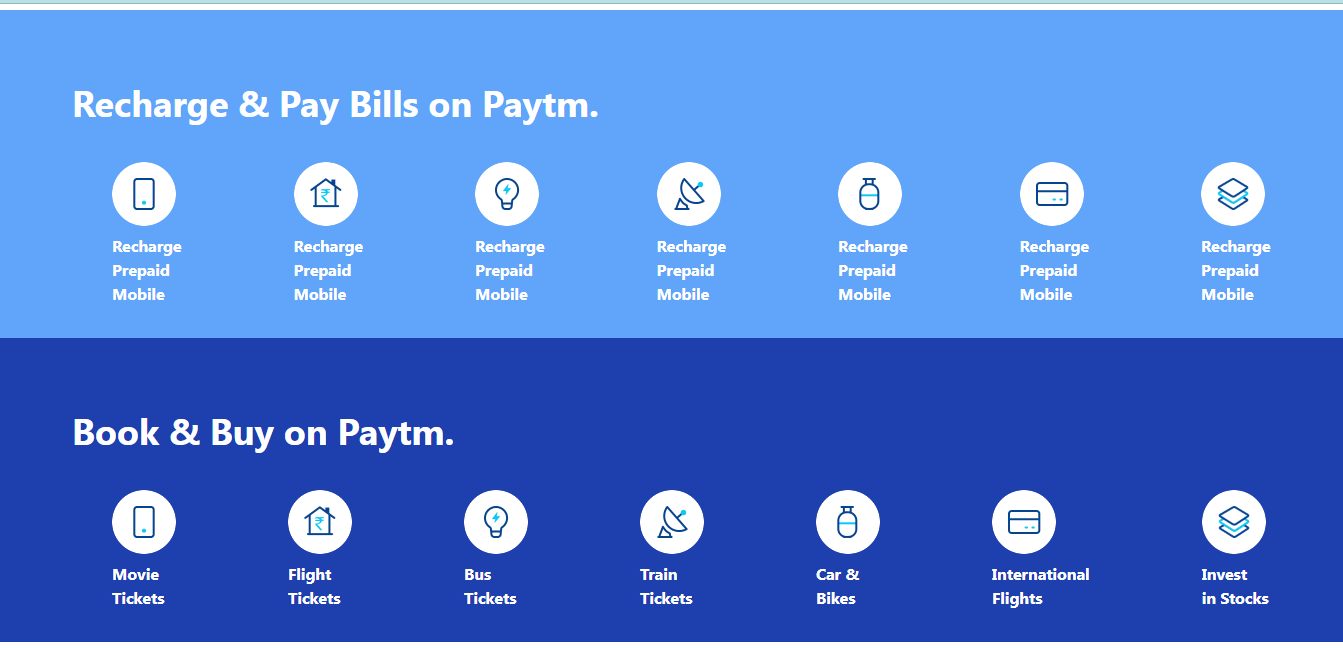 Recharge & Pay Bills on Paytm.
Recharge
Prepaid
Mobile
Recharge
Prepaid
Mobile
Recharge
Prepaid
Mobile
Recharge
Prepaid
Mobile
Recharge
Prepaid
Mobile
Recharge
Prepaid
Mobile
Recharge
Prepaid
Mobile
Book & Buy on Paytm.
Movie
Tickets
Flight
Tickets
Bus
Tickets
Train
Tickets
Car &
Bikes
International
Flights
Invest
in Stocks